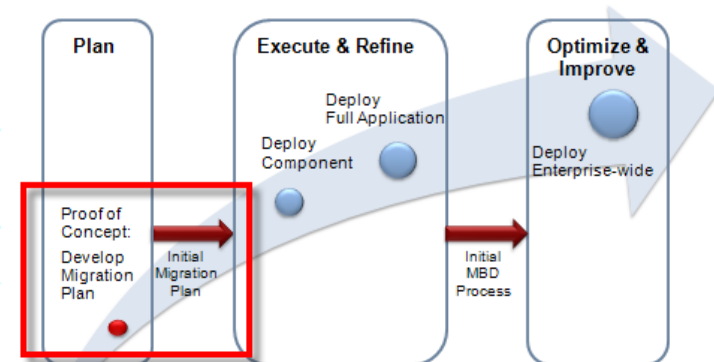 Plan
Proof of
Concept:
Develop
Migration
Plan
Initial
Migration
Plan
Execute & Refine
Deploy
Component
Deploy
Full Application
Initial
MBD
Process
Optimize &
Improve
Deploy
Enterprise-wide